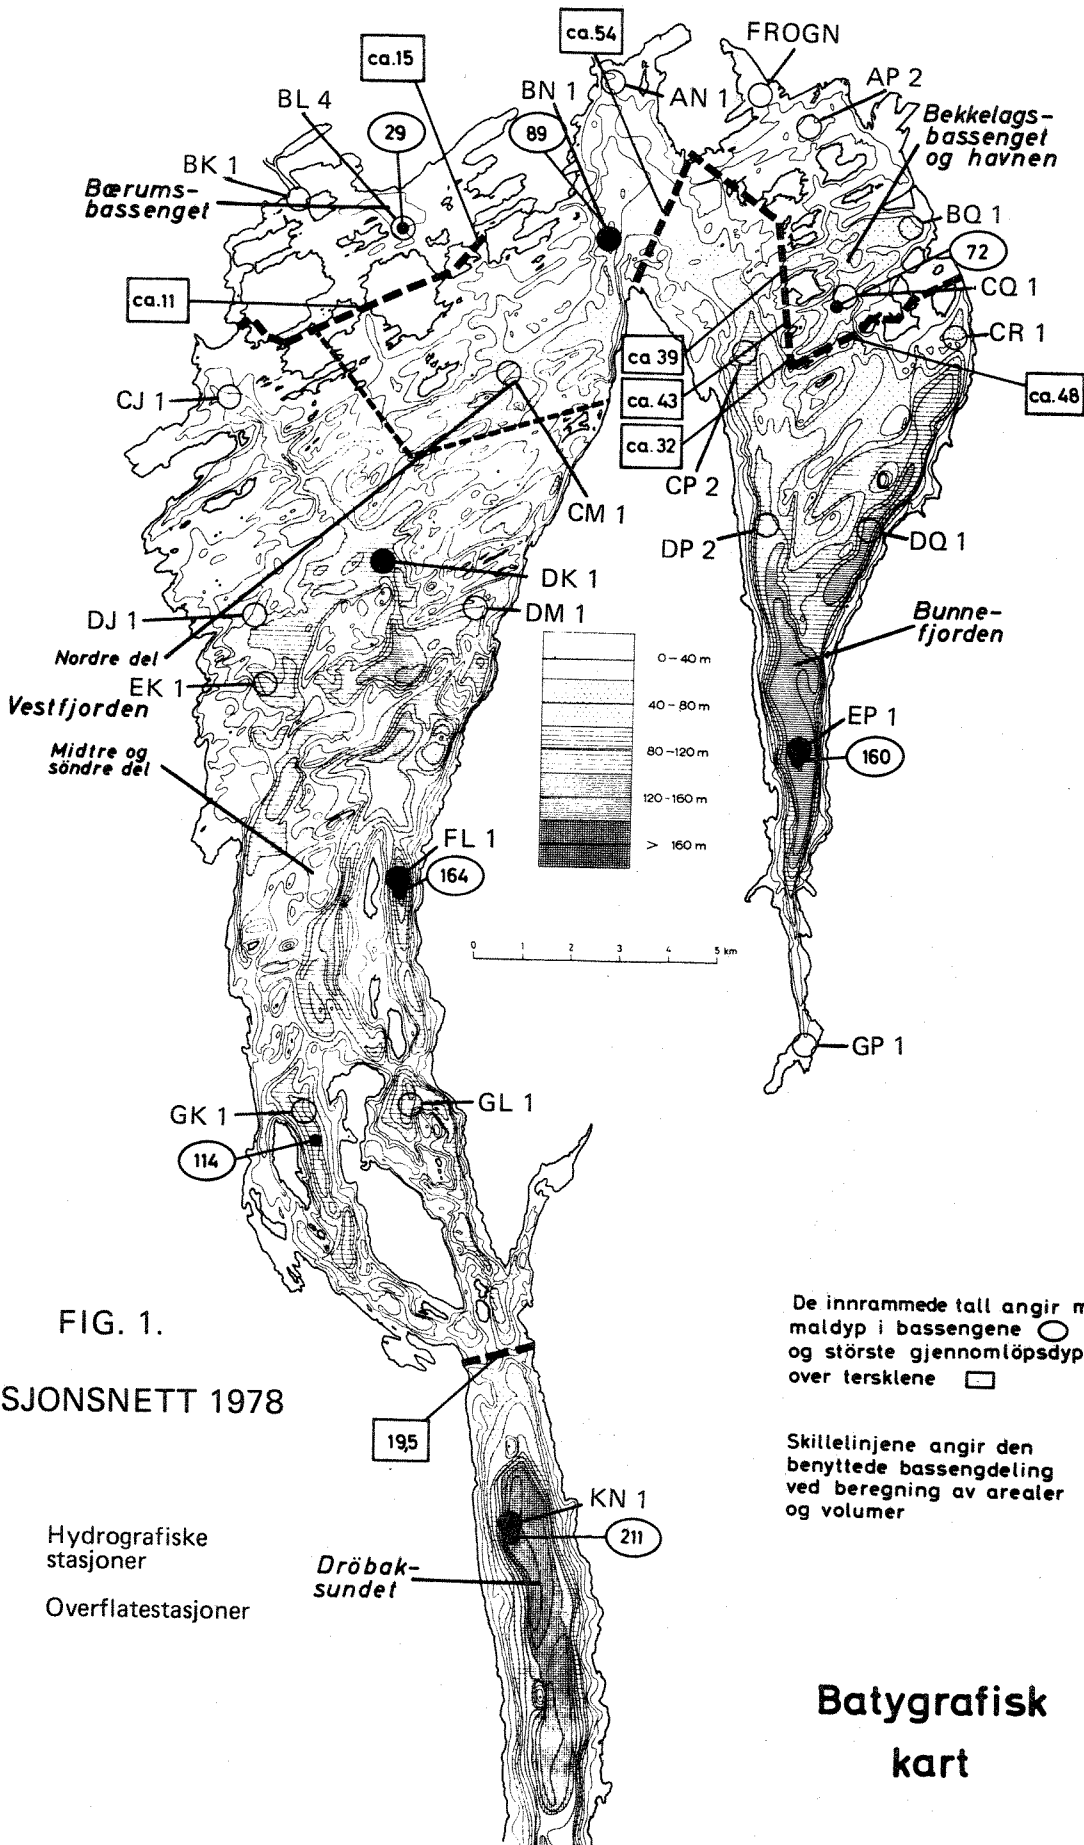 ca.54
FROGN
ca.15
AP 2
BN 1
AN 1
BL 4
29
89
Bekkelags-
bassenget
og havnen
BK 1
Bærums-
bassenget
BQ 1
72
CQ 1
ca.11
CR 1
ca 39
ca.48
CJ 1
ca.43
ca.32
CP 2
CM 1
DP 2
DQ 1
DK 1
DJ 1
DM 1
Bunne-
fjorden
Nordre del
0-40 m
EK 1
40-80 m
Vestfjorden
EP 1
Midtre og
söndre del
80-120 m
160
120-160 m
FL 1
> 160 m
164
0 1 2 3 4 5 km
GP 1
GK 1
GL 1
114
De innrammede tall angir m
maldyp i bassengene
og störste gjennomlöpsdyp
over tersklene
FIG. 1.
SJONSNETT 1978
19,5
Skillelinjene angir den
benyttede bassengdeling
ved beregning av arealer
og volumer
KN 1
211
Hydrografiske
stasjoner
Dröbak-
sundet
Overflatestasjoner
Batygrafisk
kart